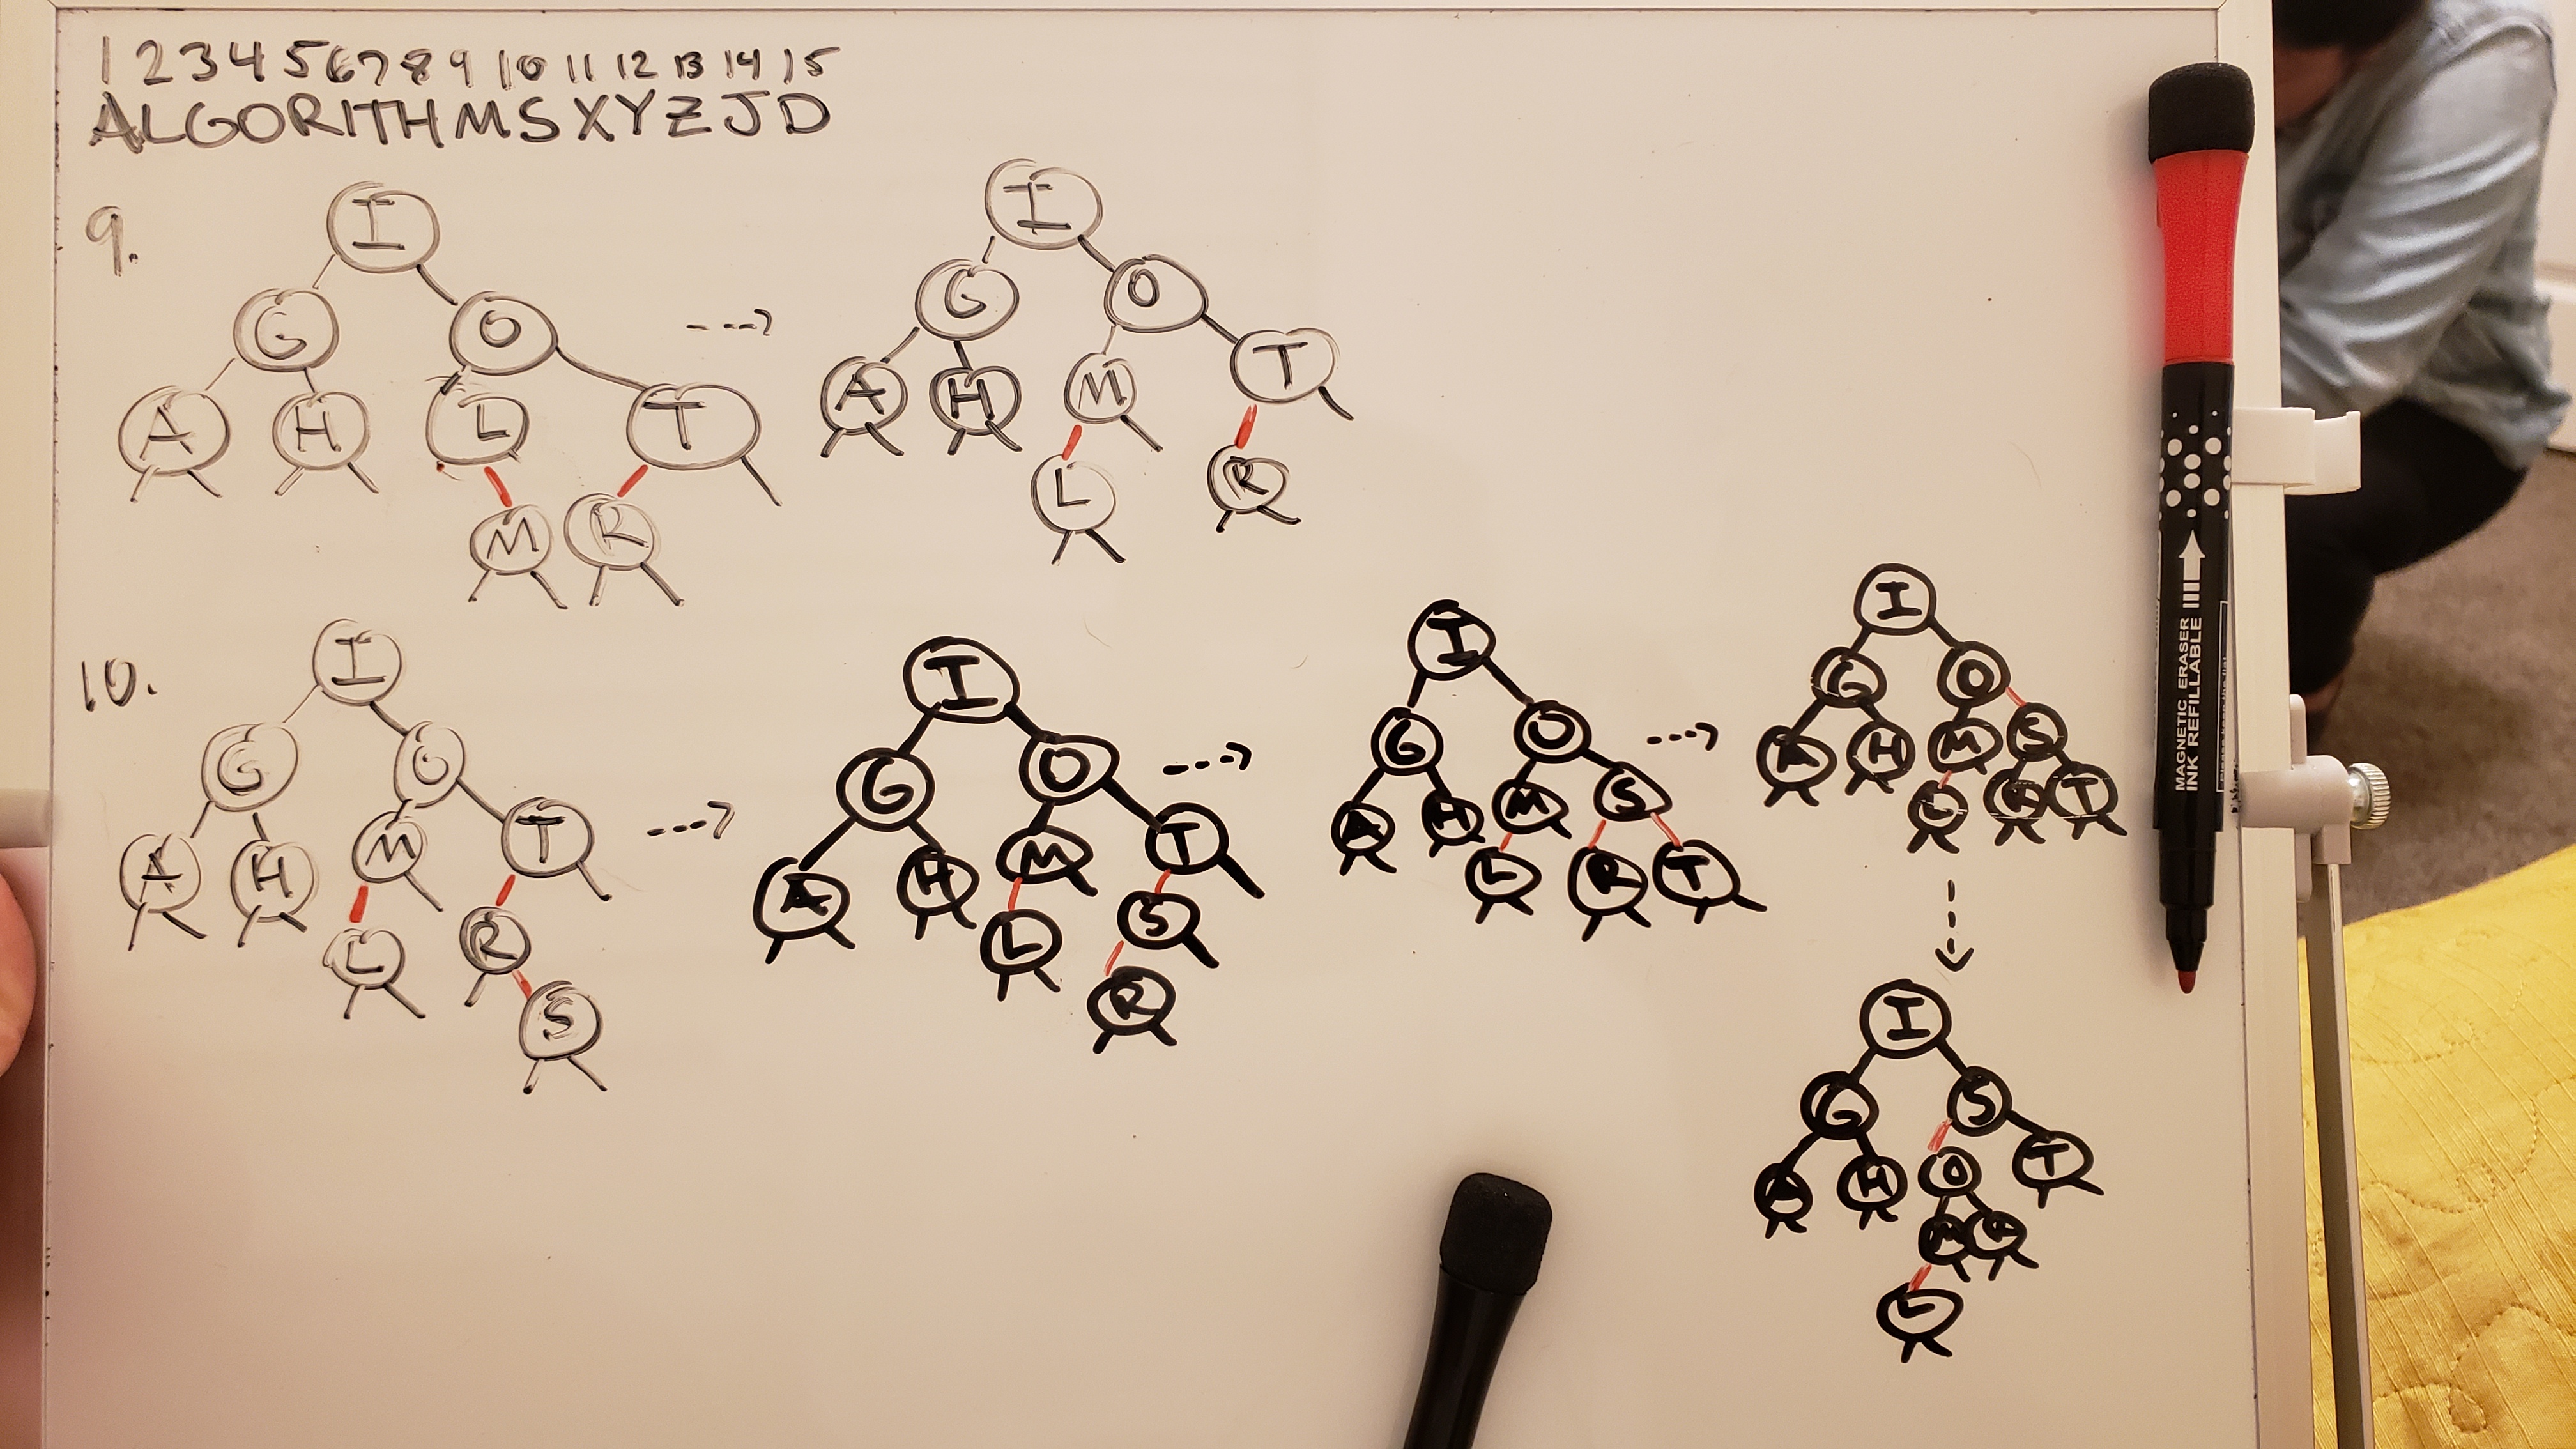 1 2 3 4 5 6 7 8 9 10 11 12 13 14 15
ALGORITHMSXYZJD
9.
I
G O
A H L T
M R
--->
I
G O
A H M T
L R
10.
I
G O
A H M T
L R
S
--->
I
G O
A H M T
L S
R
--->
I
G O
A H M S
L R T
--->
I
G O
A H M S
L R T
I
G S
A H O T
M R
L
MAGNETIC ERASER
INK REFILLABLE